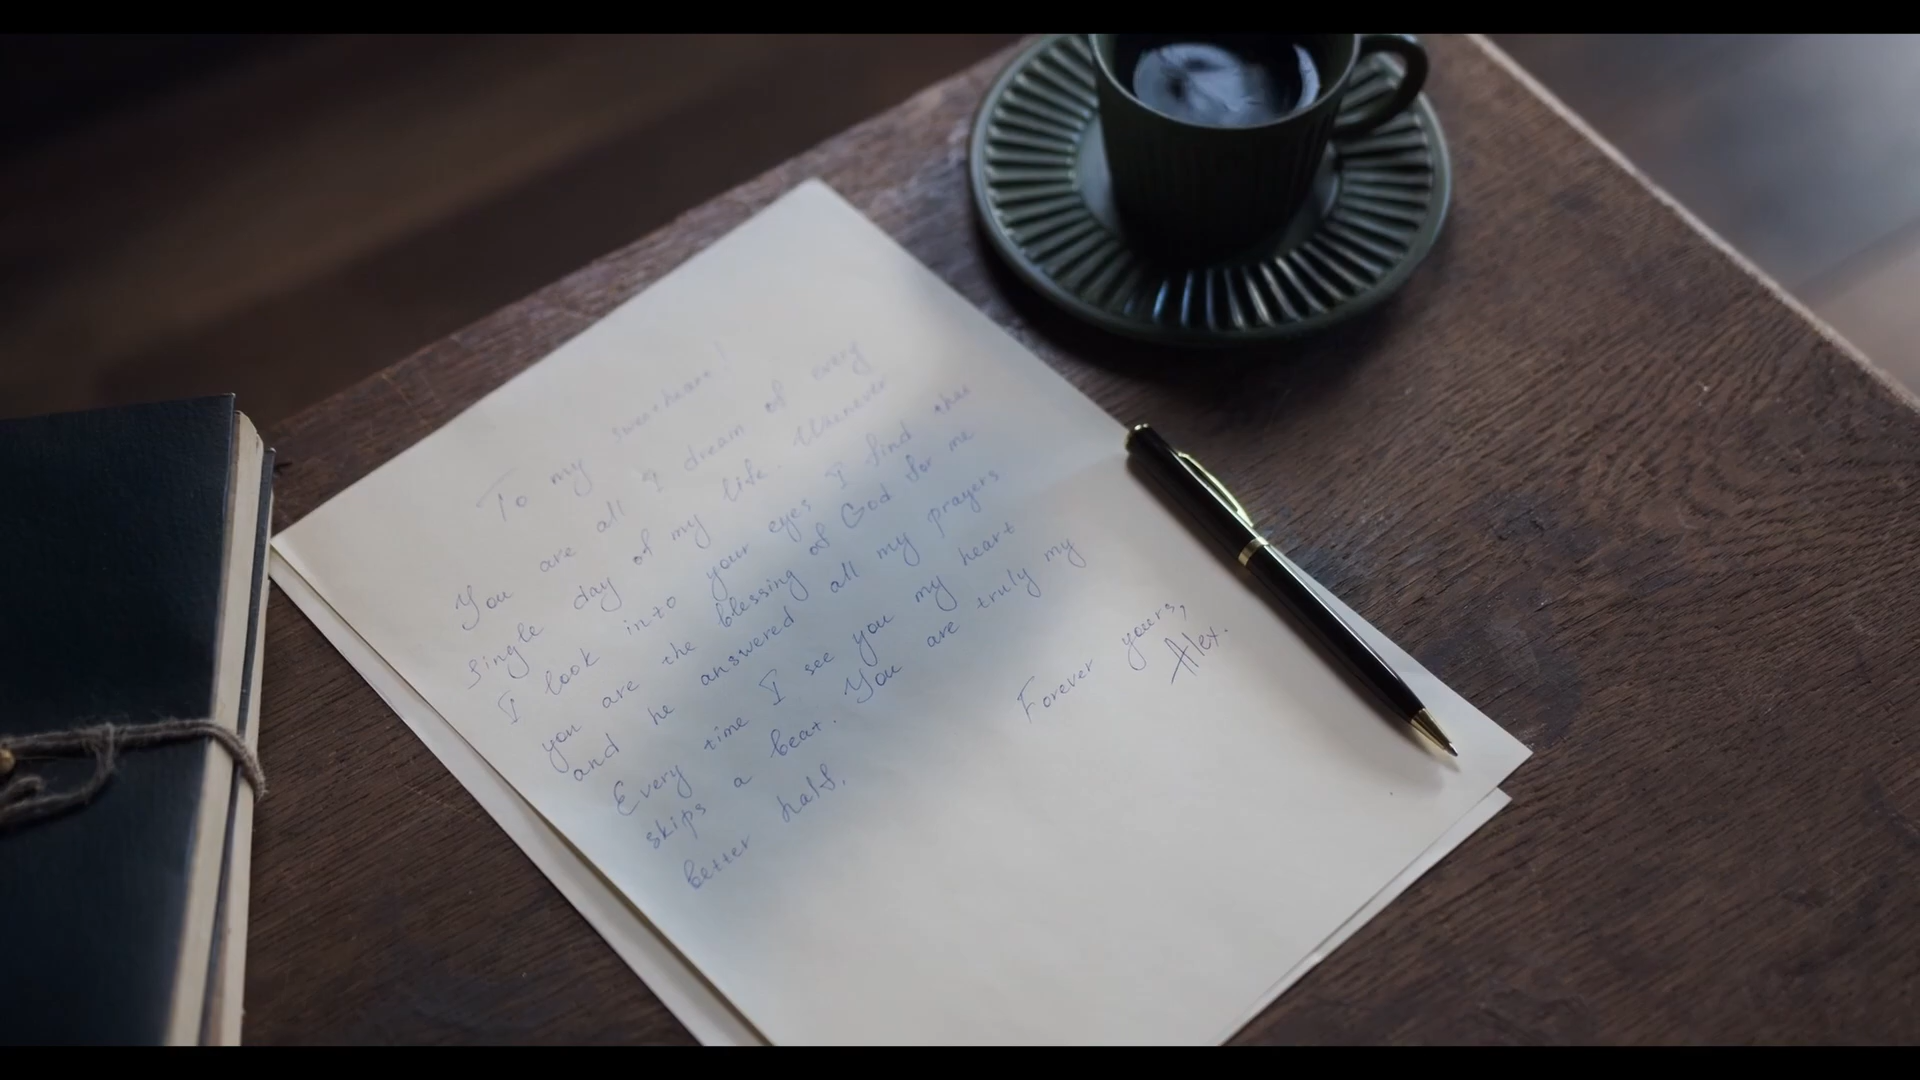 To my sweetheart!
You are all I dream of every
single day of my life. Whenever
I look into your eyes I find that
you are the blessing of God for me
and he answered all my prayers
Every time I see you my heart
skips a beat. You are truly my
better half.
Forever yours,
Alex.